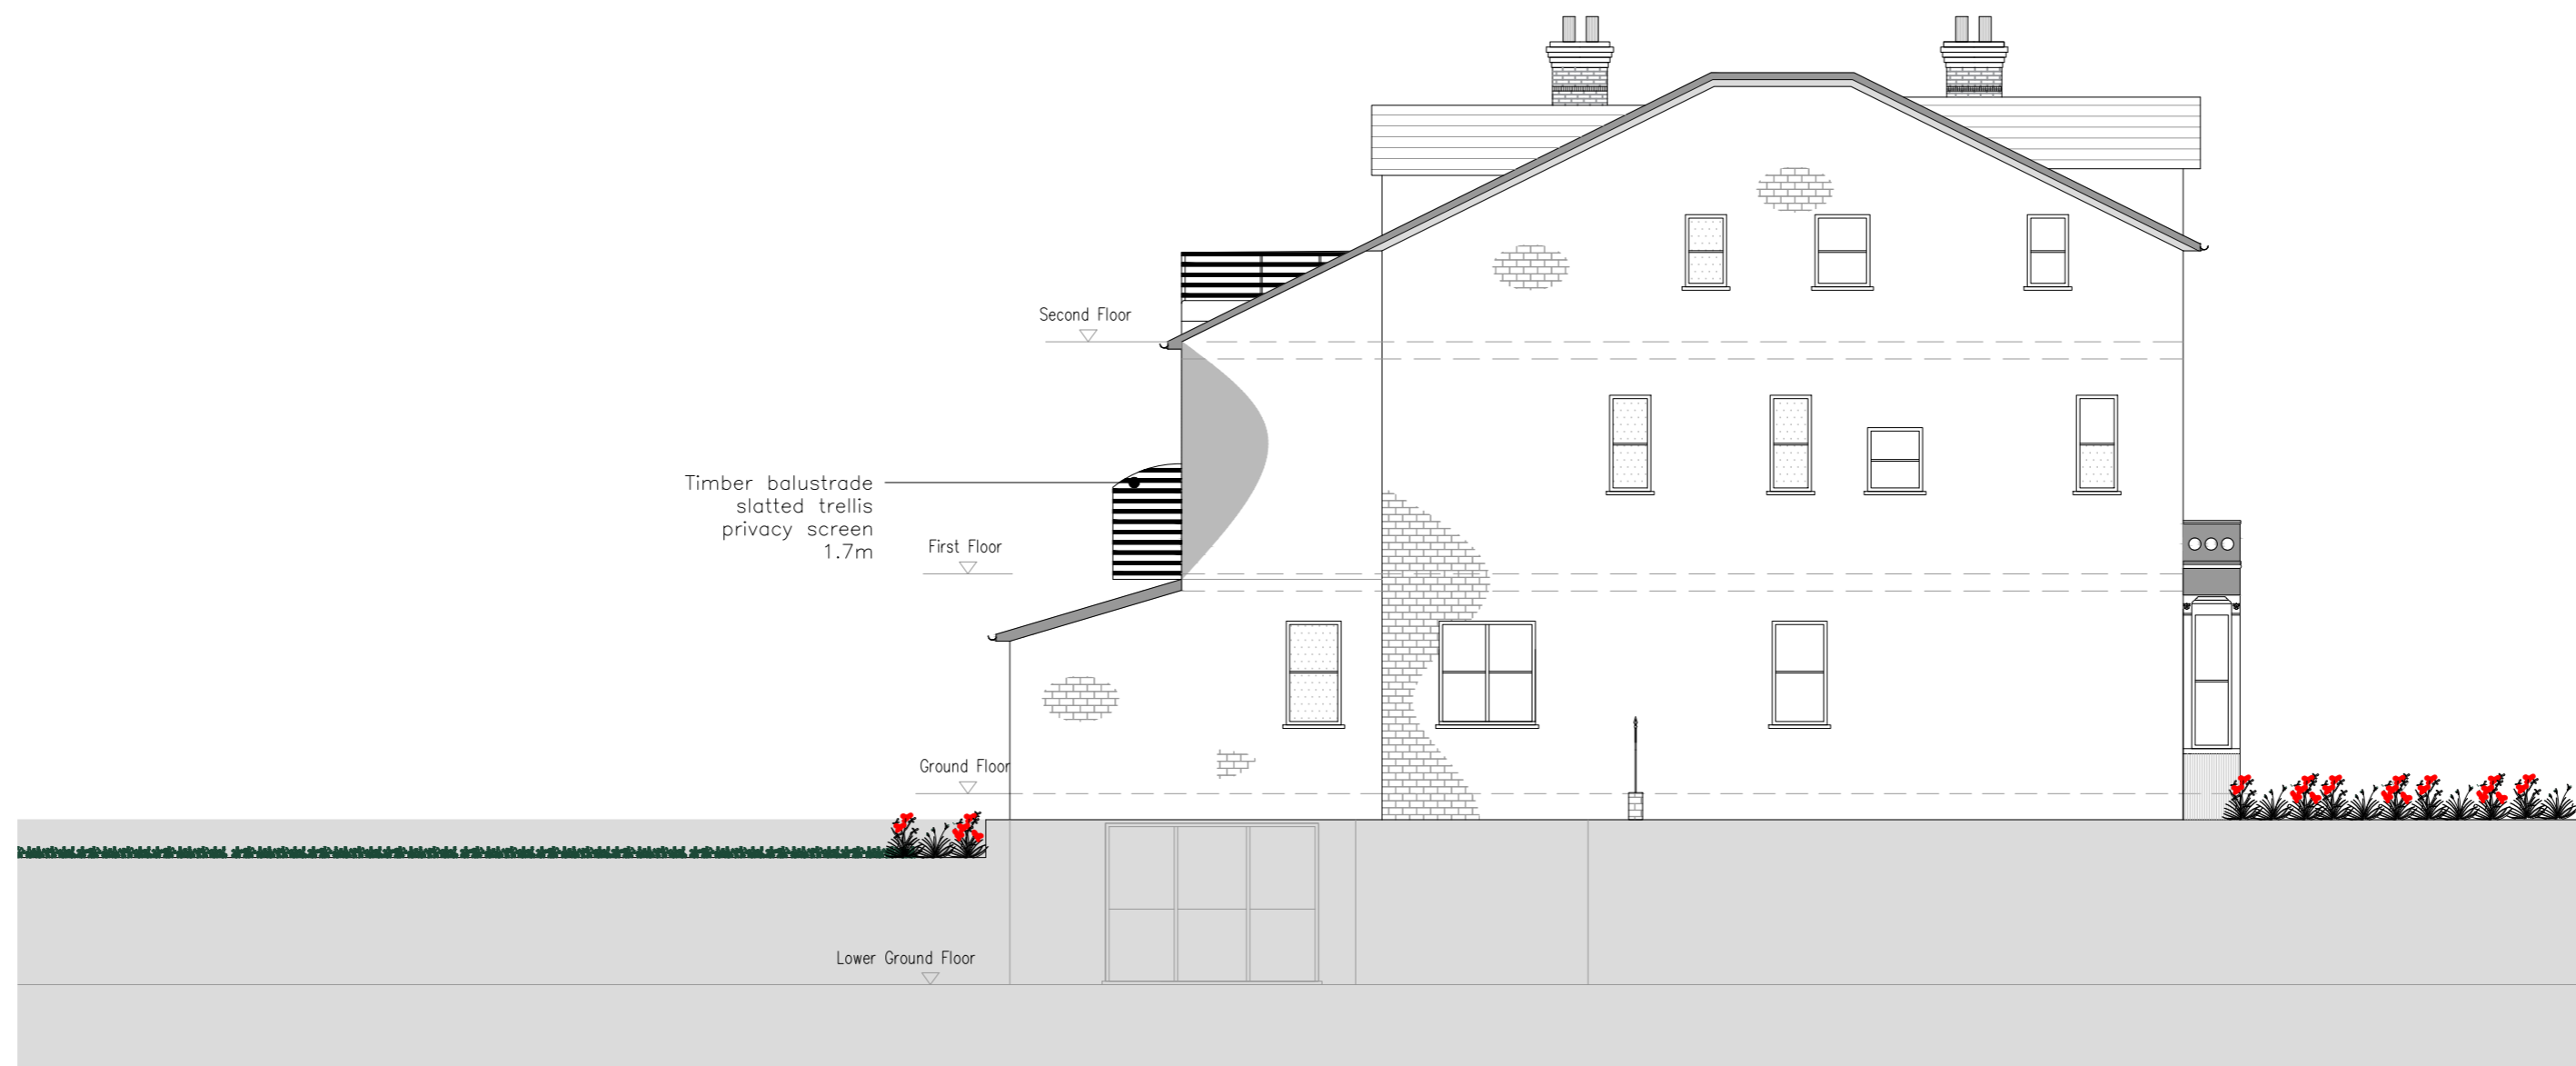 Second Floor
Timber balustrade
slatted trellis
privacy screen
1.7m
First Floor
Ground Floor
Lower Ground Floor